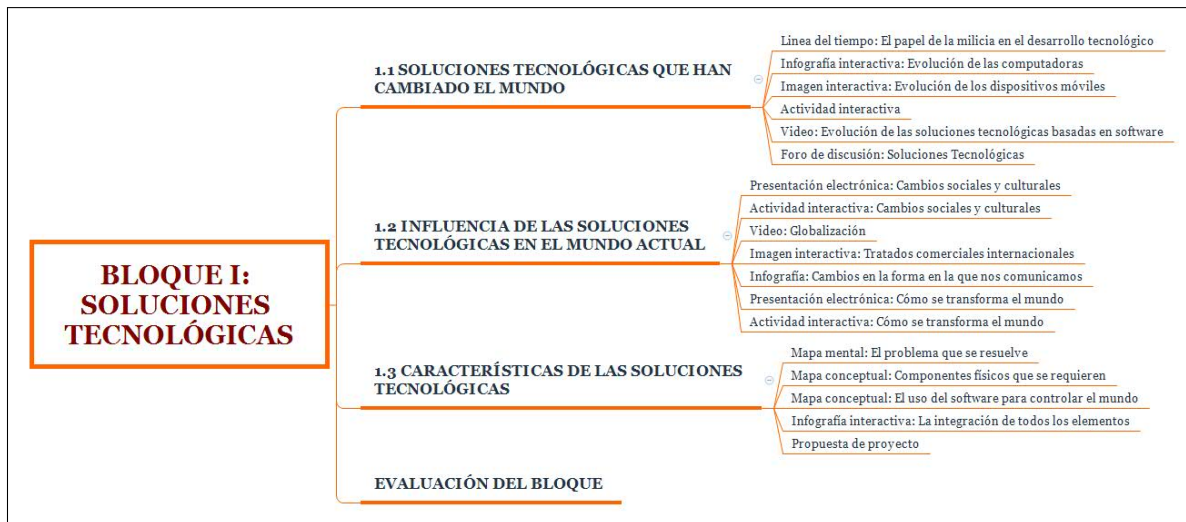 BLOQUE I:
SOLUCIONES
TECNOLÓGICAS
1.1 SOLUCIONES TECNOLÓGICAS QUE HAN
CAMBIADO EL MUNDO
Linea del tiempo: El papel de la milicia en el desarrollo tecnológico
Infografía interactiva: Evolución de las computadoras
Imagen interactiva: Evolución de los dispositivos móviles
Actividad interactiva
Video: Evolución de las soluciones tecnológicas basadas en software
Foro de discusión: Soluciones Tecnológicas
1.2 INFLUENCIA DE LAS SOLUCIONES
TECNOLÓGICAS EN EL MUNDO ACTUAL
Presentación electrónica: Cambios sociales y culturales
Actividad interactiva: Cambios sociales y culturales
Video: Globalización
Imagen interactiva: Tratados comerciales internacionales
Infografía: Cambios en la forma en la que nos comunicamos
Presentación electrónica: Cómo se transforma el mundo
Actividad interactiva: Cómo se transforma el mundo
1.3 CARACTERÍSTICAS DE LAS SOLUCIONES
TECNOLÓGICAS
Mapa mental: El problema que se resuelve
Mapa conceptual: Componentes físicos que se requieren
Mapa conceptual: El uso del software para controlar el mundo
Infografía interactiva: La integración de todos los elementos
Propuesta de proyecto
EVALUACIÓN DEL BLOQUE